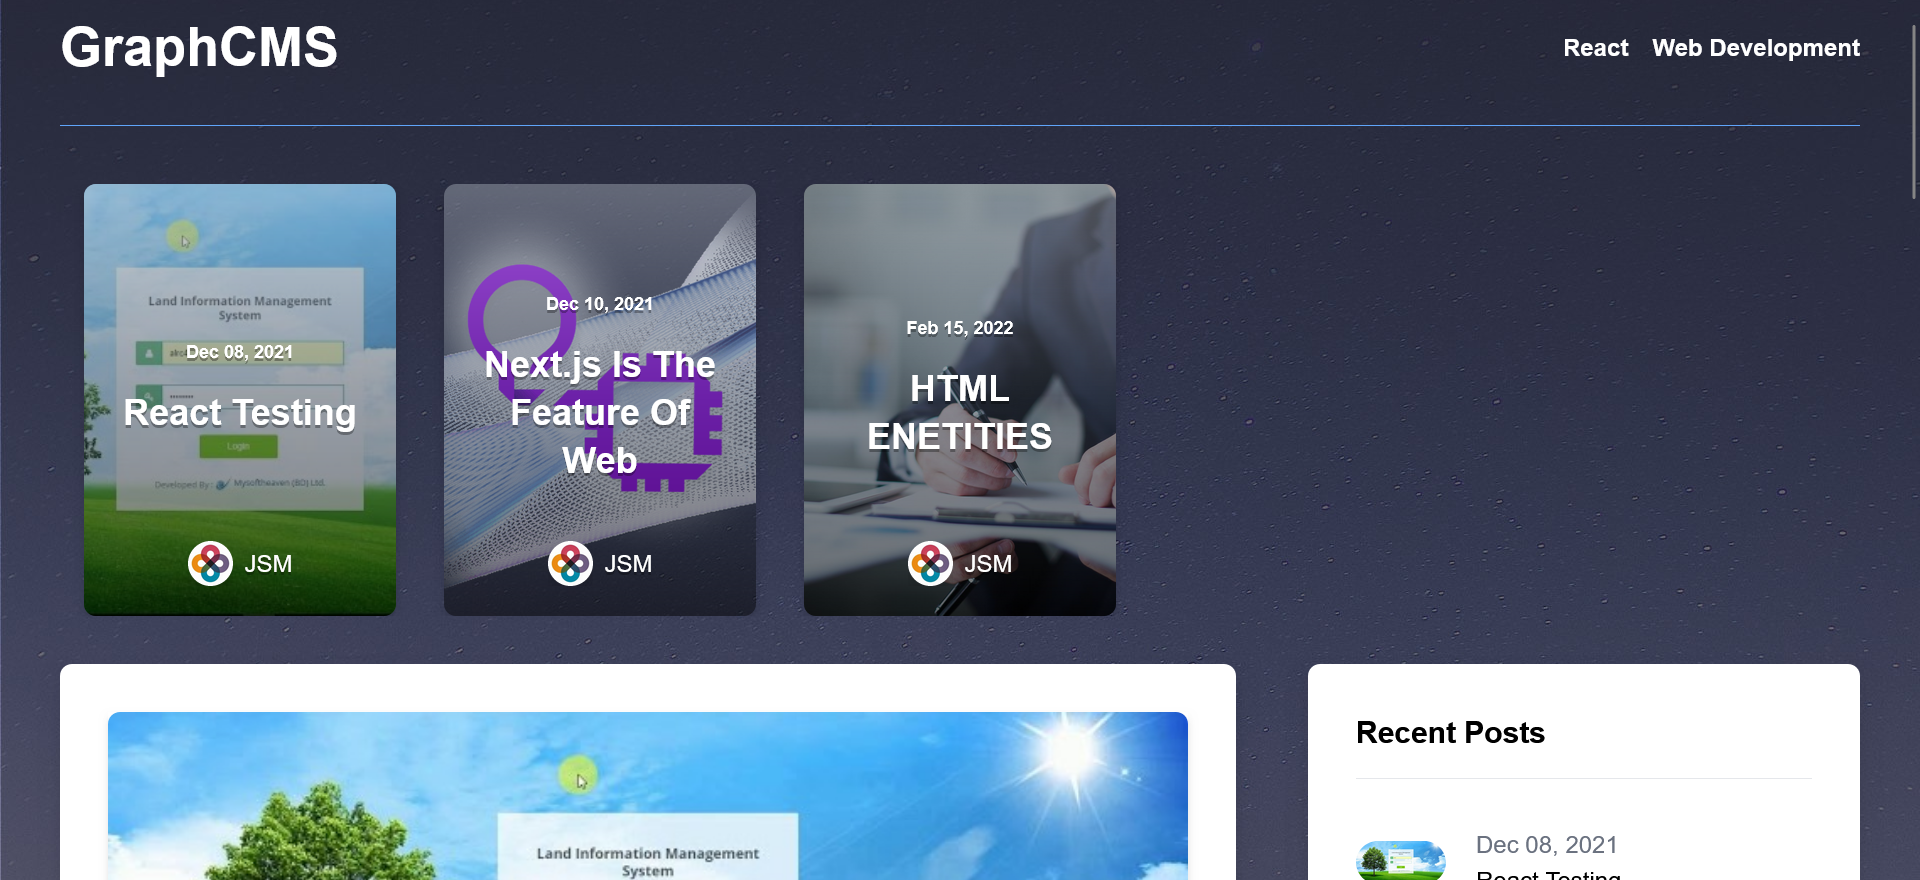 GraphCMS
React
Web Development
Land Information Management
System
Dec 08, 2021
React Testing
Login
Developed By :
Mysoftheaven (BD) Ltd.
JSM
Dec 10, 2021
Next.js Is The
Feature Of
Web
JSM
Feb 15, 2022
HTML
ENETITIES
JSM
Land Information Management
System
Recent Posts
Dec 08, 2021
React Testing